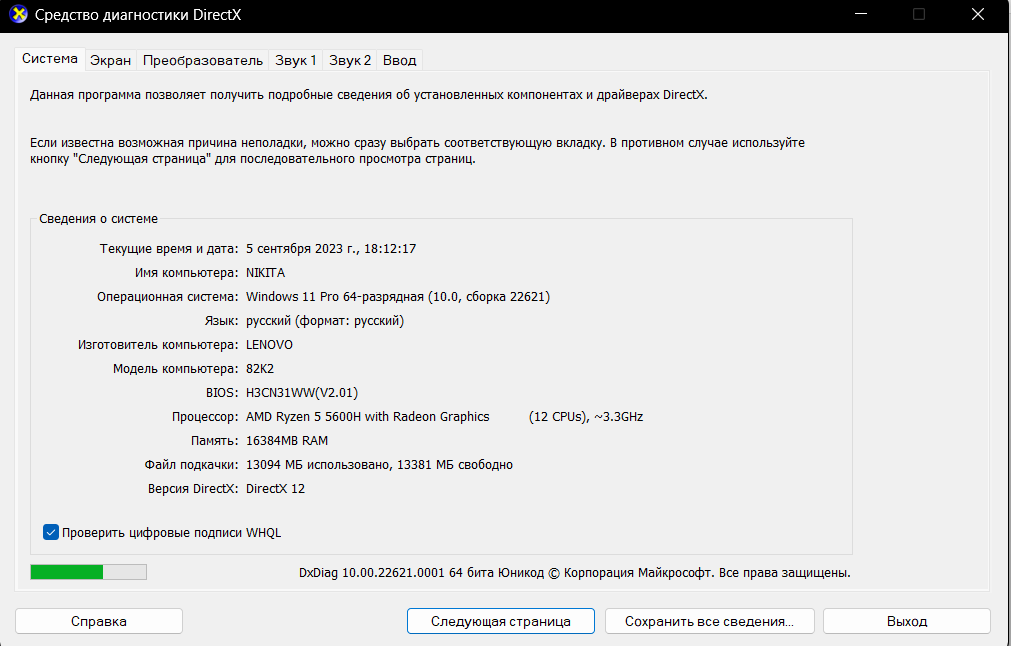 Средство диагностики DirectX
Система Экран Преобразователь Звук 1 Звук 2 Ввод
Данная программа позволяет получить подробные сведения об установленных компонентах и драйверах DirectX.
Если известна возможная причина неполадки, можно сразу выбрать соответствующую вкладку. В противном случае используйте
кнопку "Следующая страница" для последовательного просмотра страниц.
Сведения о системе
Текущие время и дата: 5 сентября 2023 г., 18:12:17
Имя компьютера: NIKITA
Операционная система: Windows 11 Pro 64-разрядная (10.0, сборка 22621)
Язык: русский (формат: русский)
Изготовитель компьютера: LENOVO
Модель компьютера: 82K2
BIOS: H3CN31WW(V2.01)
Процессор: AMD Ryzen 5 5600H with Radeon Graphics (12 CPUs), ~3.3GHz
Память: 16384MB RAM
Файл подкачки: 13094 МБ использовано, 13381 МБ свободно
Версия DirectX: DirectX 12
Проверить цифровые подписи WHQL
DxDiag 10.00.22621.0001 64 бита Юникод © Корпорация Майкрософт. Все права защищены.
Справка Следующая страница Сохранить все сведения... Выход